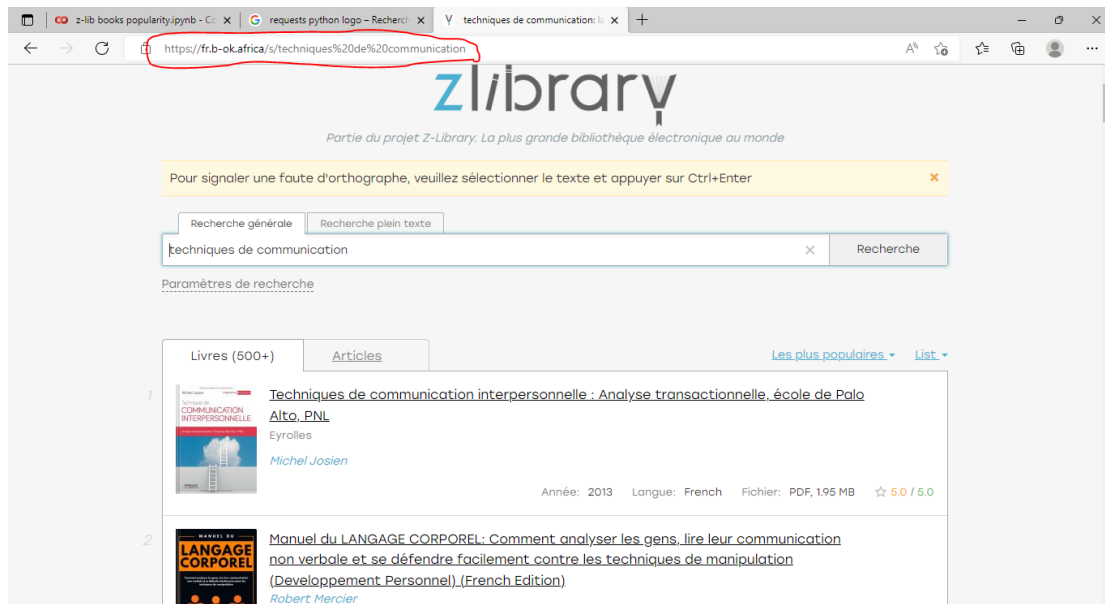 z-lib books popularity.ipynb - Co
requests python logo – Recherch
techniques de communication: l
https://fr.b-ok.africa/s/techniques%20de%20communication
zlibrary
Partie du projet Z-Library. La plus grande bibliothèque électronique au monde
Pour signaler une faute d'orthographe, veuillez sélectionner le texte et appuyer sur Ctrl+Enter
Recherche générale
Recherche plein texte
techniques de communication
Recherche
Paramètres de recherche
Livres (500+)
Articles
Les plus populaires
List
1
COMMUNICATION
INTERPERSONNELLE
Techniques de communication interpersonnelle : Analyse transactionnelle, école de Palo
Alto, PNL
Eyrolles
Michel Josien
Année: 2013 Langue: French Fichier: PDF, 1.95 MB 5.0 / 5.0
2
MANUEL DU
LANGAGE
CORPOREL
Manuel du LANGAGE CORPOREL: Comment analyser les gens, lire leur communication
non verbale et se défendre facilement contre les techniques de manipulation
(Developpement Personnel) (French Edition)
Robert Mercier